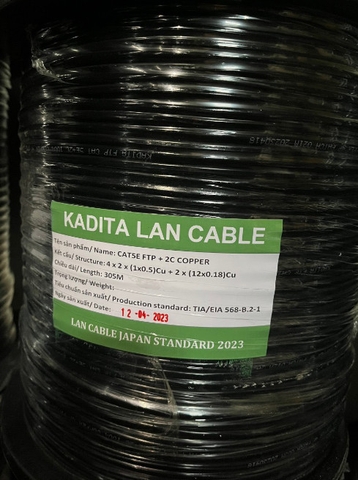 KADITA LAN CABLE
Tên sản phẩm/ Name: CAT5E FTP + 2C COPPER
Kết cấu/ Structure: 4 x 2 x (1x0.5)Cu + 2 x (12x0.18)Cu
Chiều dài/ Length: 305M
Trọng lượng/ Weight:
Tiêu chuẩn sản xuất/ Production standard: TIA/EIA 568-B.2-1
Ngày sản xuất/ Date: 12-04-2023
LAN CABLE JAPAN STANDARD 2023